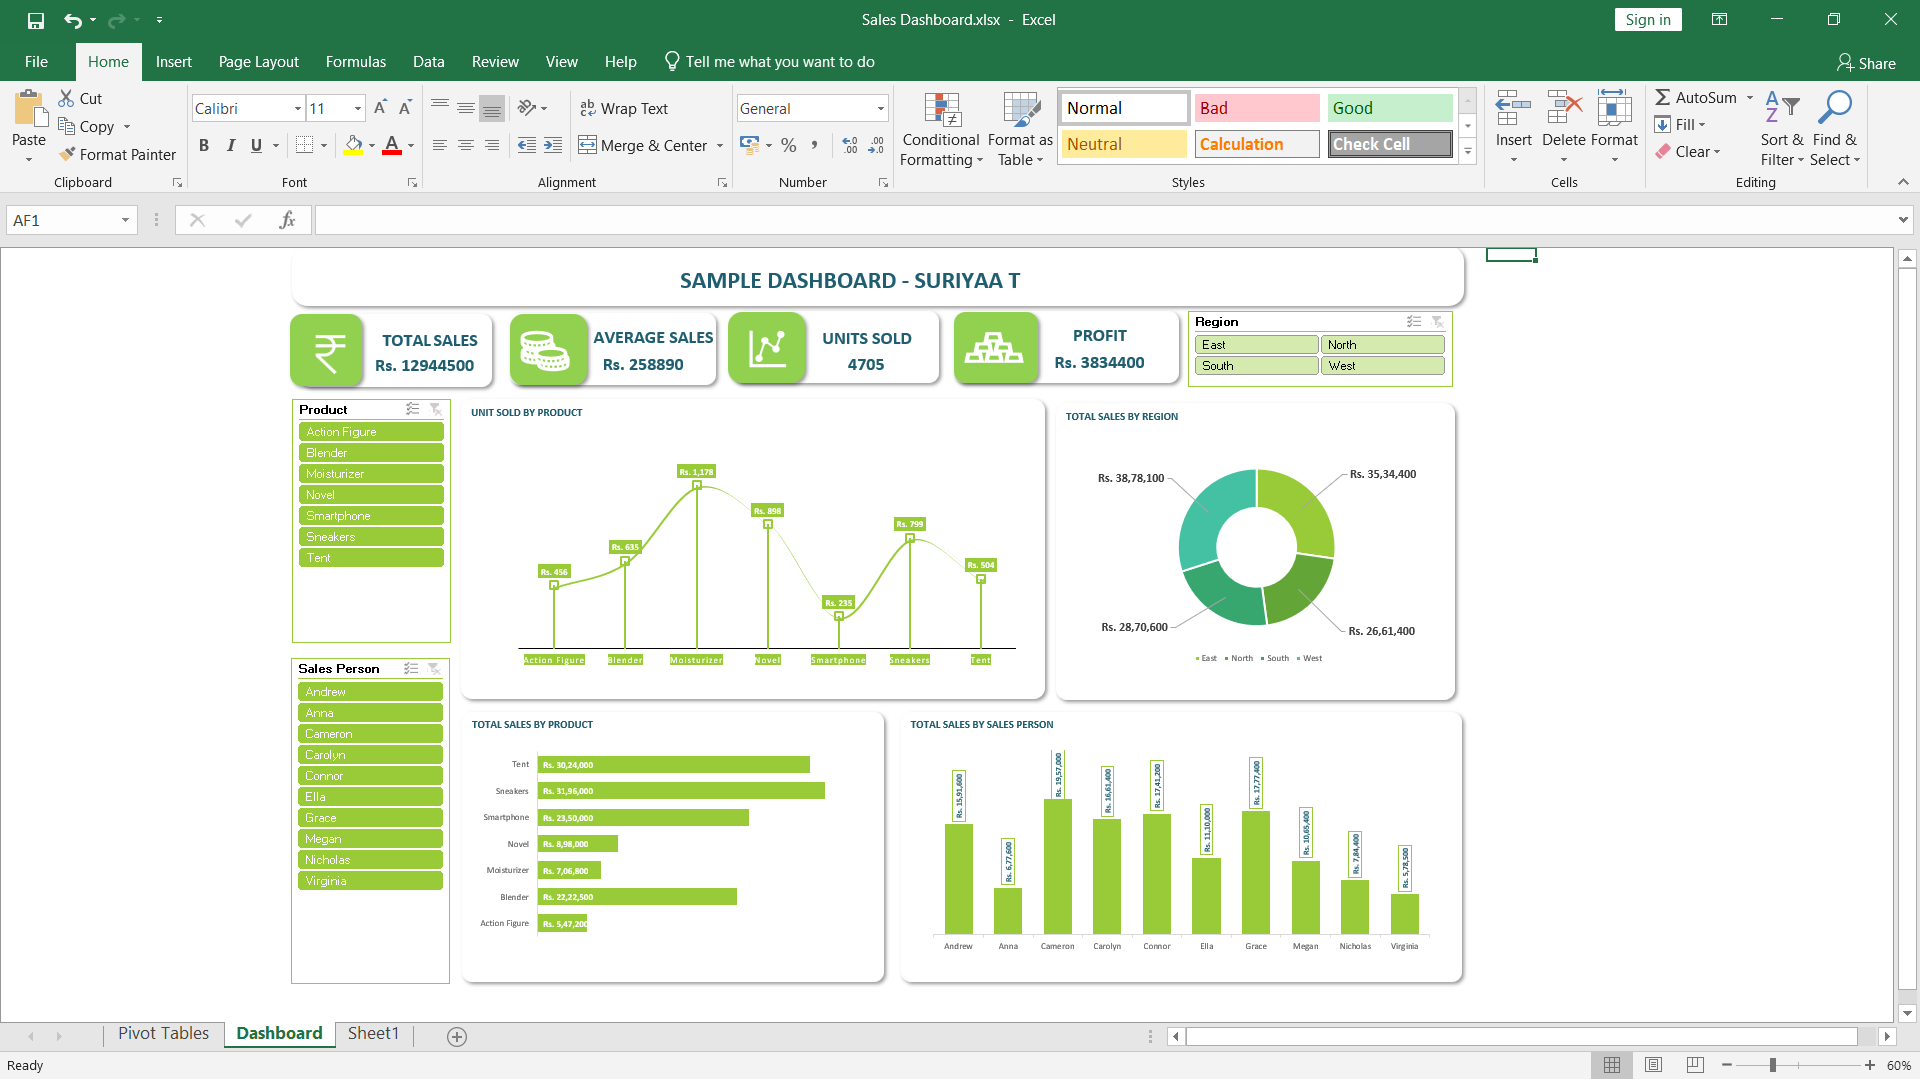 Sales Dashboard.xlsx - Excel
Sign in
File Home Insert Page Layout Formulas Data Review View Help Tell me what you want to do
Share
Paste
Cut
Copy
Format Painter
Clipboard
Calibri 11 A A
B I U A
Font
Wrap Text
Merge & Center
Alignment
General
% ,
Number
Conditional Formatting
Format as Table
Normal Bad Good
Neutral Calculation Check Cell
Styles
Insert Delete Format
Cells
AutoSum
Fill
Clear
Sort & Filter
Find & Select
Editing
AF1
fx
SAMPLE DASHBOARD - SURIYAA T
TOTAL SALES
Rs. 12944500
AVERAGE SALES
Rs. 258890
UNITS SOLD
4705
PROFIT
Rs. 3834400
Region
East North
South West
Product
Action Figure
Blender
Moisturizer
Novel
Smartphone
Sneakers
Tent
Sales Person
Andrew
Anna
Cameron
Carolyn
Connor
Ella
Grace
Megan
Nicholas
Virginia
UNIT SOLD BY PRODUCT
Rs. 456
Rs. 635
Rs. 1,178
Rs. 898
Rs. 235
Rs. 799
Rs. 504
Action Figure Blender Moisturizer Novel Smartphone Sneakers Tent
TOTAL SALES BY REGION
Rs. 38,78,100
Rs. 35,34,400
Rs. 28,70,600
Rs. 26,61,400
East North South West
TOTAL SALES BY PRODUCT
Tent Rs. 30,24,000
Sneakers Rs. 31,96,000
Smartphone Rs. 23,50,000
Novel Rs. 8,98,000
Moisturizer Rs. 7,06,800
Blender Rs. 22,22,500
Action Figure Rs. 5,47,200
TOTAL SALES BY SALES PERSON
Rs. 15,91,600
Rs. 6,77,600
Rs. 19,57,000
Rs. 16,61,400
Rs. 17,41,200
Rs. 11,10,000
Rs. 17,77,400
Rs. 10,65,400
Rs. 7,84,400
Rs. 5,78,500
Andrew Anna Cameron Carolyn Connor Ella Grace Megan Nicholas Virginia
Pivot Tables Dashboard Sheet1
Ready
60%